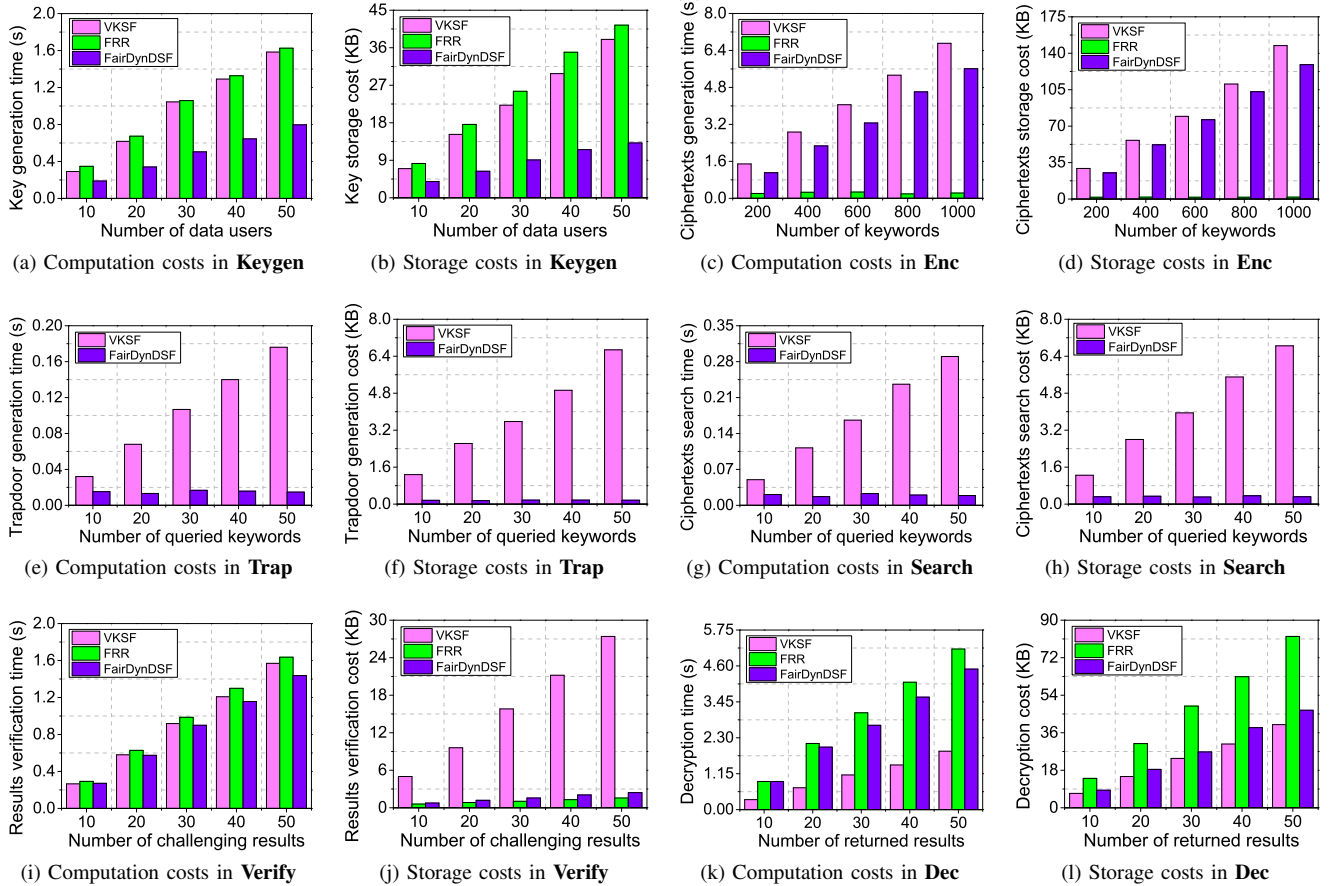 Key generation time (s)
2.0
1.6
1.2
0.8
0.4
0.0
VKSF
FRR
FairDynDSF
10 20 30 40 50
Number of data users
(a) Computation costs in Keygen
Key storage cost (KB)
45
36
27
18
9
0
VKSF
FRR
FairDynDSF
10 20 30 40 50
Number of data users
(b) Storage costs in Keygen
Ciphertexts generation time (s)
8.0
6.4
4.8
3.2
1.6
0.0
VKSF
FRR
FairDynDSF
200 400 600 800 1000
Number of keywords
(c) Computation costs in Enc
Ciphertexts storage cost (KB)
175
140
105
70
35
0
VKSF
FRR
FairDynDSF
200 400 600 800 1000
Number of keywords
(d) Storage costs in Enc
Trapdoor generation time (s)
0.20
0.16
0.12
0.08
0.04
0.00
VKSF
FairDynDSF
10 20 30 40 50
Number of queried keywords
(e) Computation costs in Trap
Trapdoor generation cost (KB)
8.0
6.4
4.8
3.2
1.6
0.0
VKSF
FairDynDSF
10 20 30 40 50
Number of queried keywords
(f) Storage costs in Trap
Ciphertexts search time (s)
0.35
0.28
0.21
0.14
0.07
0.00
VKSF
FairDynDSF
10 20 30 40 50
Number of queried keywords
(g) Computation costs in Search
Ciphertexts search cost (KB)
8.0
6.4
4.8
3.2
1.6
0.0
VKSF
FairDynDSF
10 20 30 40 50
Number of queried keywords
(h) Storage costs in Search
Results verification time (s)
2.0
1.6
1.2
0.8
0.4
0.0
VKSF
FRR
FairDynDSF
10 20 30 40 50
Number of challenging results
(i) Computation costs in Verify
Results verification cost (KB)
30
24
18
12
6
0
VKSF
FRR
FairDynDSF
10 20 30 40 50
Number of challenging results
(j) Storage costs in Verify
Decryption time (s)
5.75
4.60
3.45
2.30
1.15
0.00
VKSF
FRR
FairDynDSF
10 20 30 40 50
Number of returned results
(k) Computation costs in Dec
Decryption cost (KB)
90
72
54
36
18
0
VKSF
FRR
FairDynDSF
10 20 30 40 50
Number of returned results
(l) Storage costs in Dec